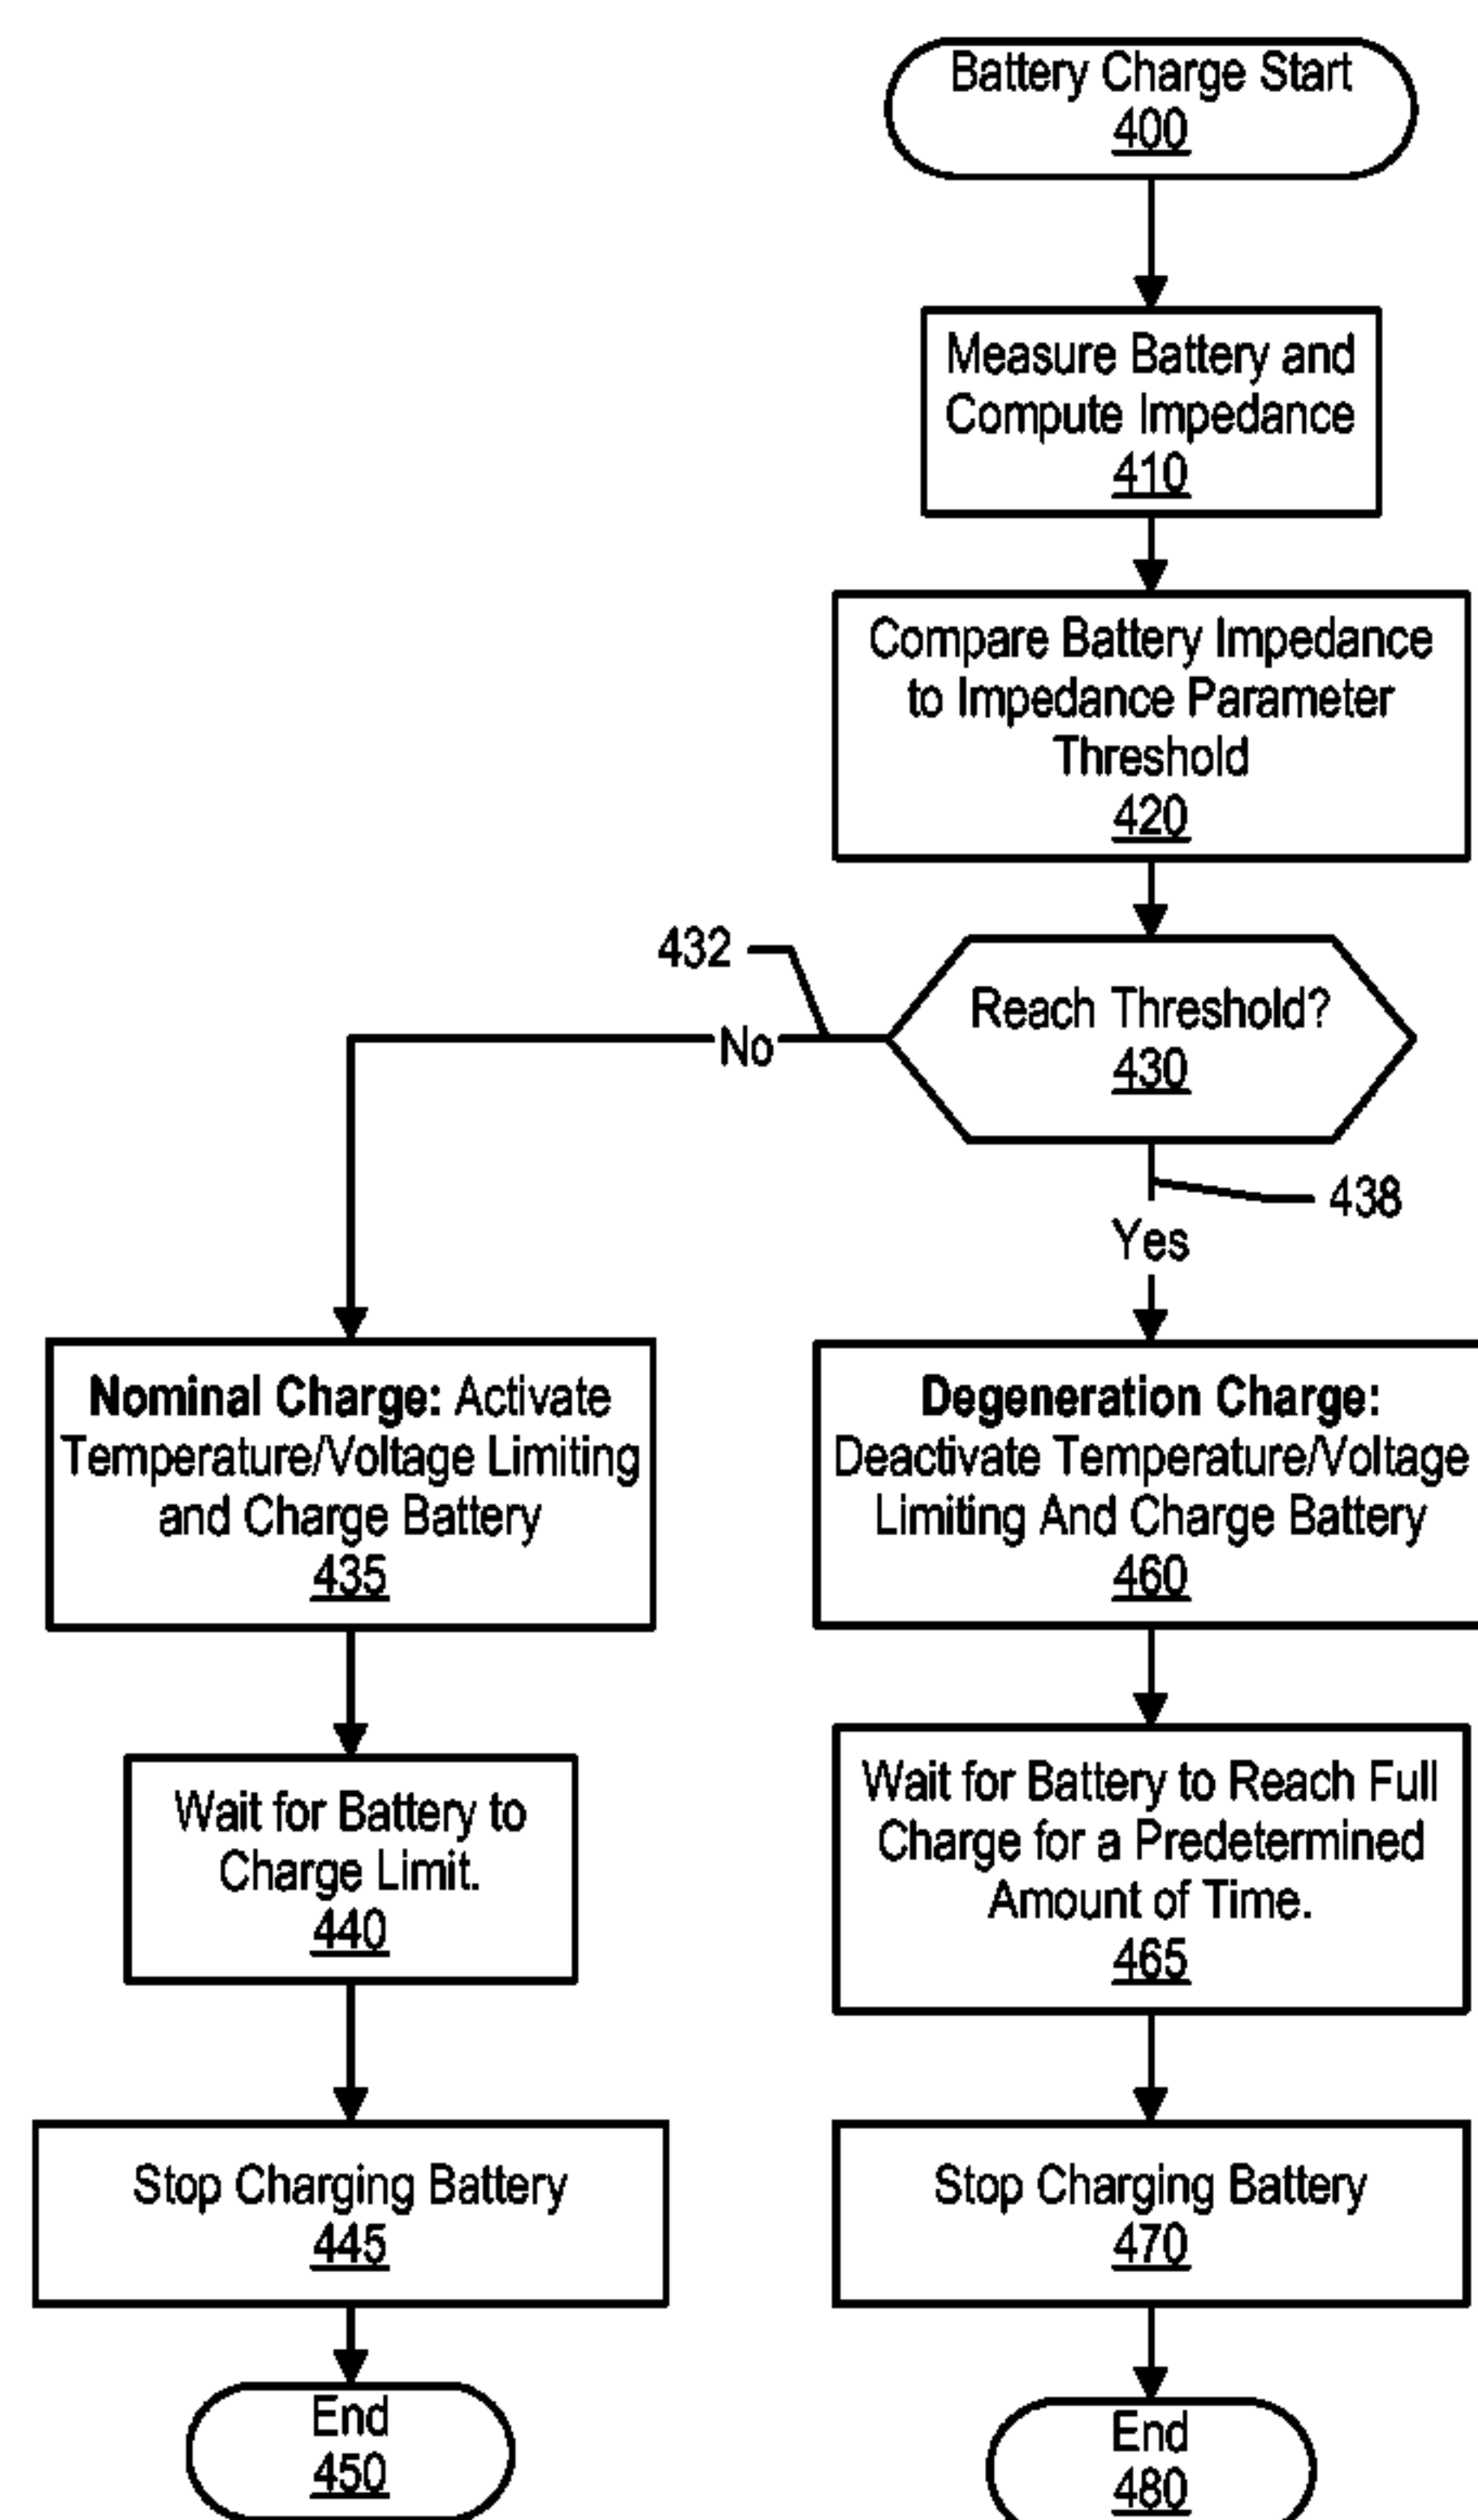 Battery Charge Start
400
Measure Battery and
Compute Impedance
410
Compare Battery Impedance
to Impedance Parameter
Threshold
420
432
Reach Threshold?
430
No
438
Yes
Nominal Charge: Activate
Temperature/Voltage Limiting
and Charge Battery
435
Degeneration Charge:
Deactivate Temperature/Voltage
Limiting And Charge Battery
460
Wait for Battery to
Charge Limit.
440
Wait for Battery to Reach Full
Charge for a Predetermined
Amount of Time.
465
Stop Charging Battery
445
Stop Charging Battery
470
End
450
End
480